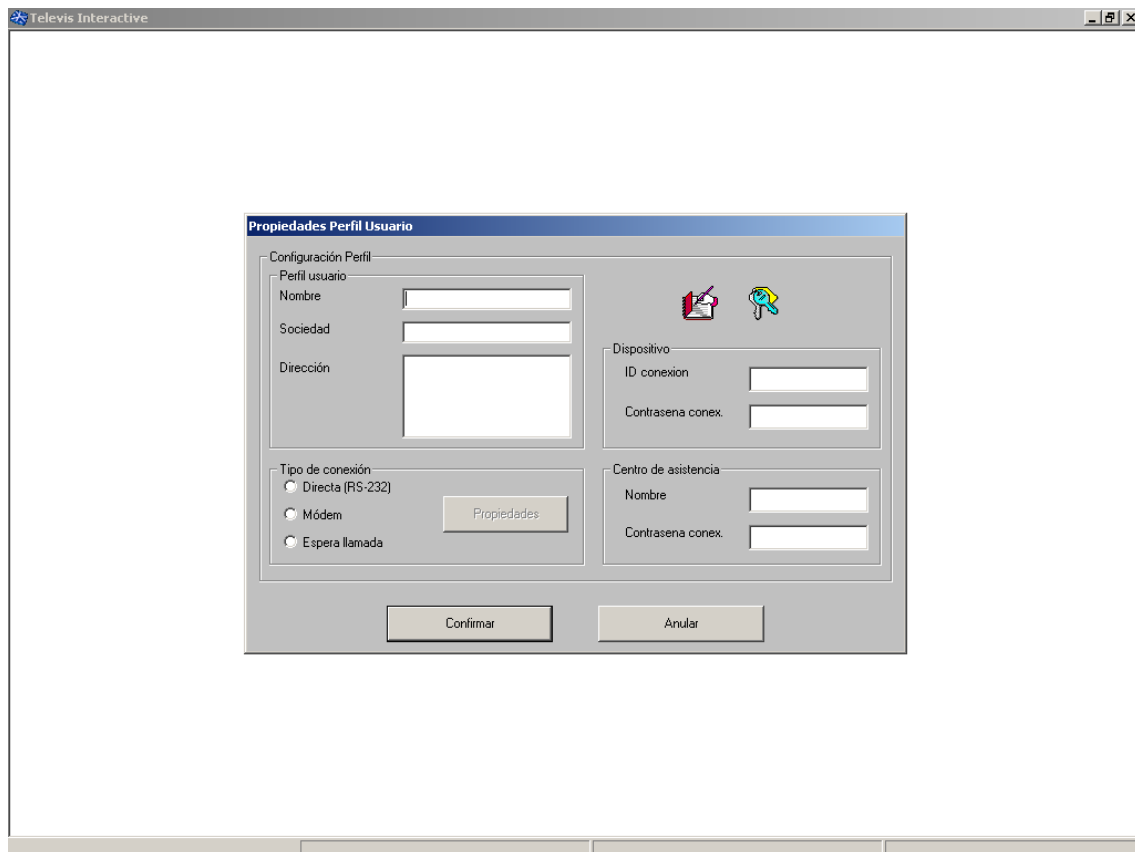 Televis Interactive
Propiedades Perfil Usuario
Configuración Perfil
Perfil usuario
Nombre
Sociedad
Dirección
Dispositivo
ID conexion
Contrasena conex.
Tipo de conexión
Directa (RS-232)
Módem
Espera llamada
Propiedades
Centro de asistencia
Nombre
Contrasena conex.
Confirmar
Anular